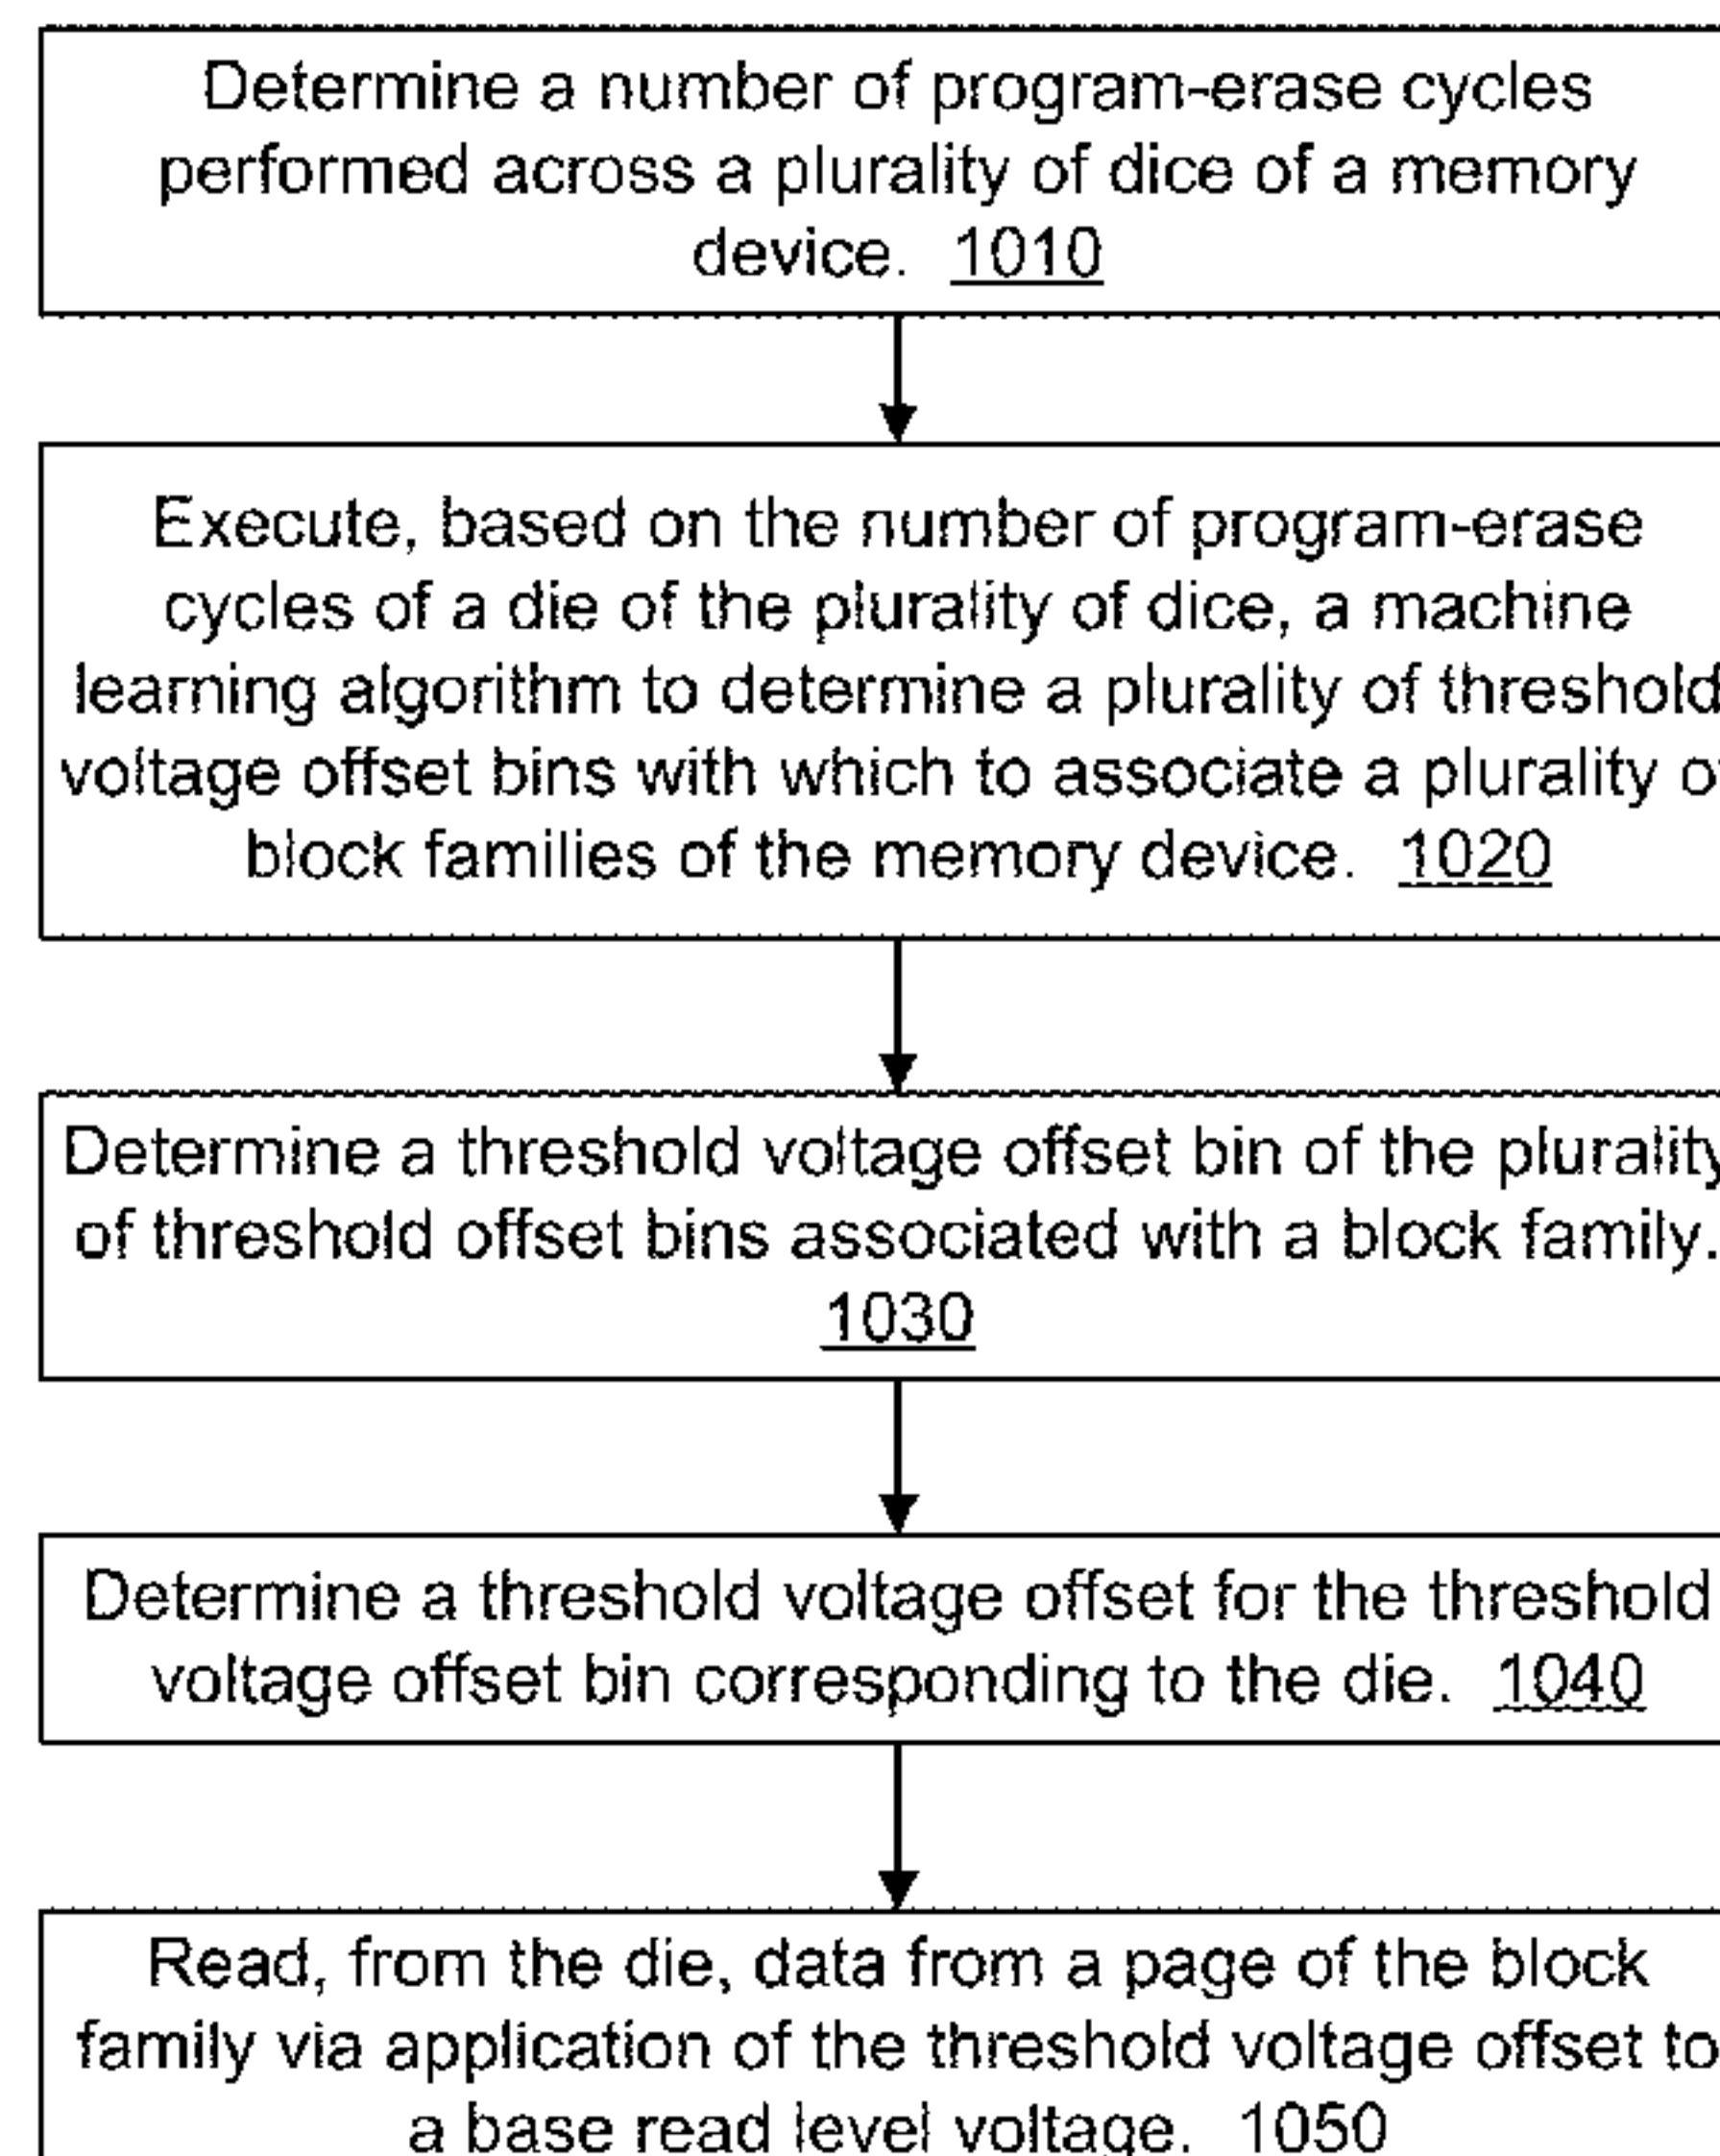 Determine a number of program-erase cycles
performed across a plurality of dice of a memory
device. 1010
Execute, based on the number of program-erase
cycles of a die of the plurality of dice, a machine
learning algorithm to determine a plurality of threshold
voltage offset bins with which to associate a plurality of
block families of the memory device. 1020
Determine a threshold voltage offset bin of the plurality
of threshold offset bins associated with a block family.
1030
Determine a threshold voltage offset for the threshold
voltage offset bin corresponding to the die. 1040
Read, from the die, data from a page of the block
family via application of the threshold voltage offset to
a base read level voltage. 1050